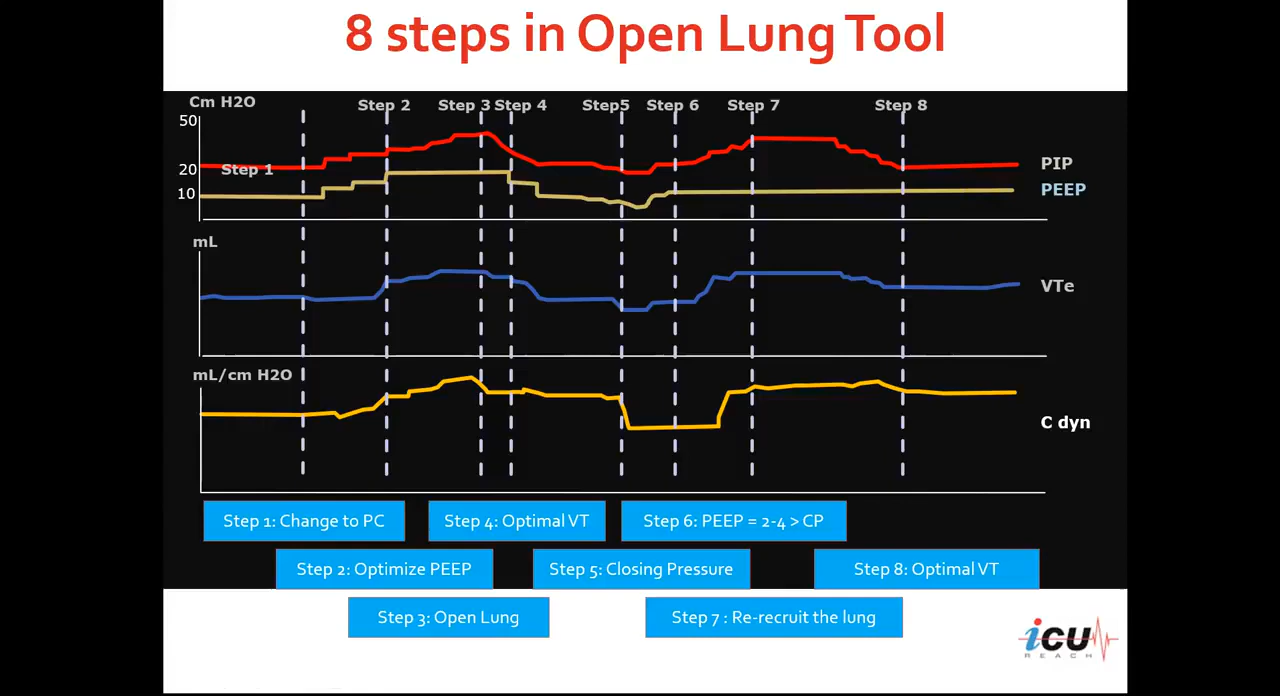 8 steps in Open Lung Tool
Cm H2O
Step 2 Step 3 Step 4 Step5 Step 6 Step 7 Step 8
50
20
Step 1
PIP
10
PEEP
mL
VTe
mL/cm H2O
C dyn
Step 1: Change to PC
Step 4: Optimal VT
Step 6: PEEP = 2-4 > CP
Step 2: Optimize PEEP
Step 5: Closing Pressure
Step 8: Optimal VT
Step 3: Open Lung
Step 7 : Re-recruit the lung
icu
REACH